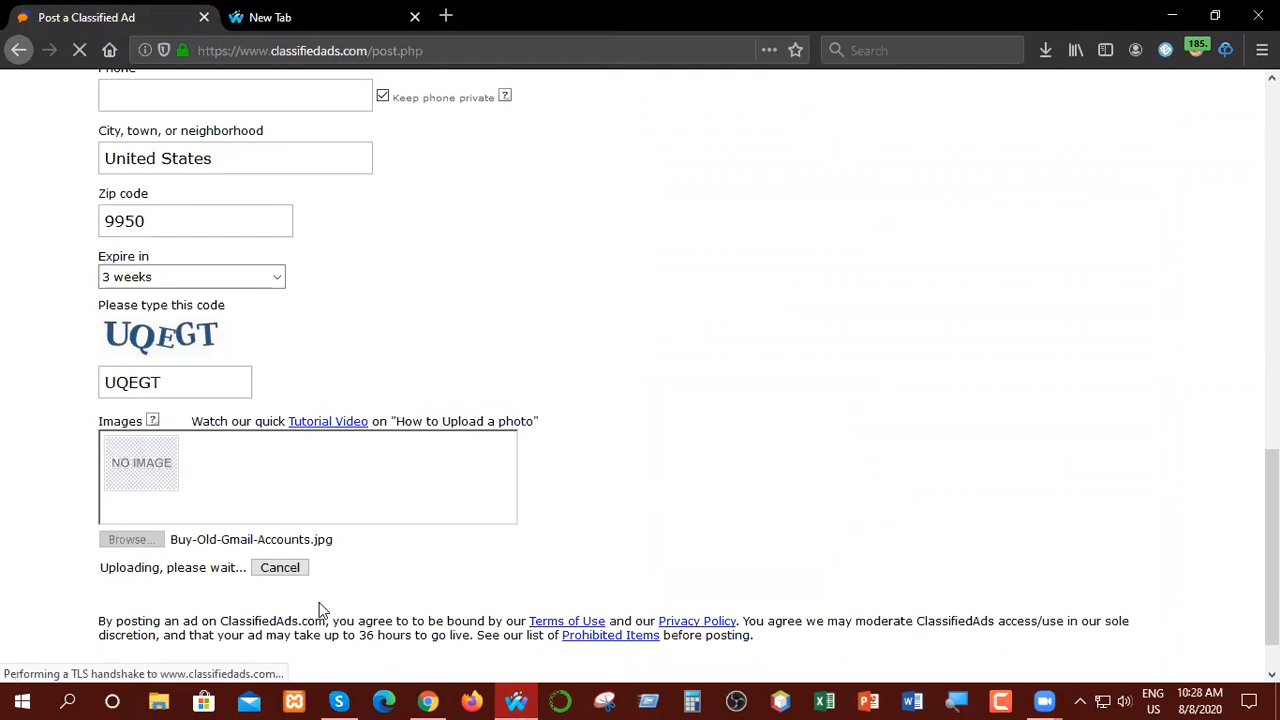 Post a Classified Ad
New Tab
https://www.classifiedads.com/post.php
Search
185.
Phone
Keep phone private ?
City, town, or neighborhood
United States
Zip code
9950
Expire in
3 weeks
Please type this code
UQEGT
UQEGT
Images ? Watch our quick Tutorial Video on "How to Upload a photo"
NO IMAGE
Browse... Buy-Old-Gmail-Accounts.jpg
Uploading, please wait... Cancel
By posting an ad on ClassifiedAds.com, you agree to to be bound by our Terms of Use and our Privacy Policy. You agree we may moderate ClassifiedAds access/use in our sole
discretion, and that your ad may take up to 36 hours to go live. See our list of Prohibited Items before posting.
Performing a TLS handshake to www.classifiedads.com...
ENG
US
10:28 AM
8/8/2020